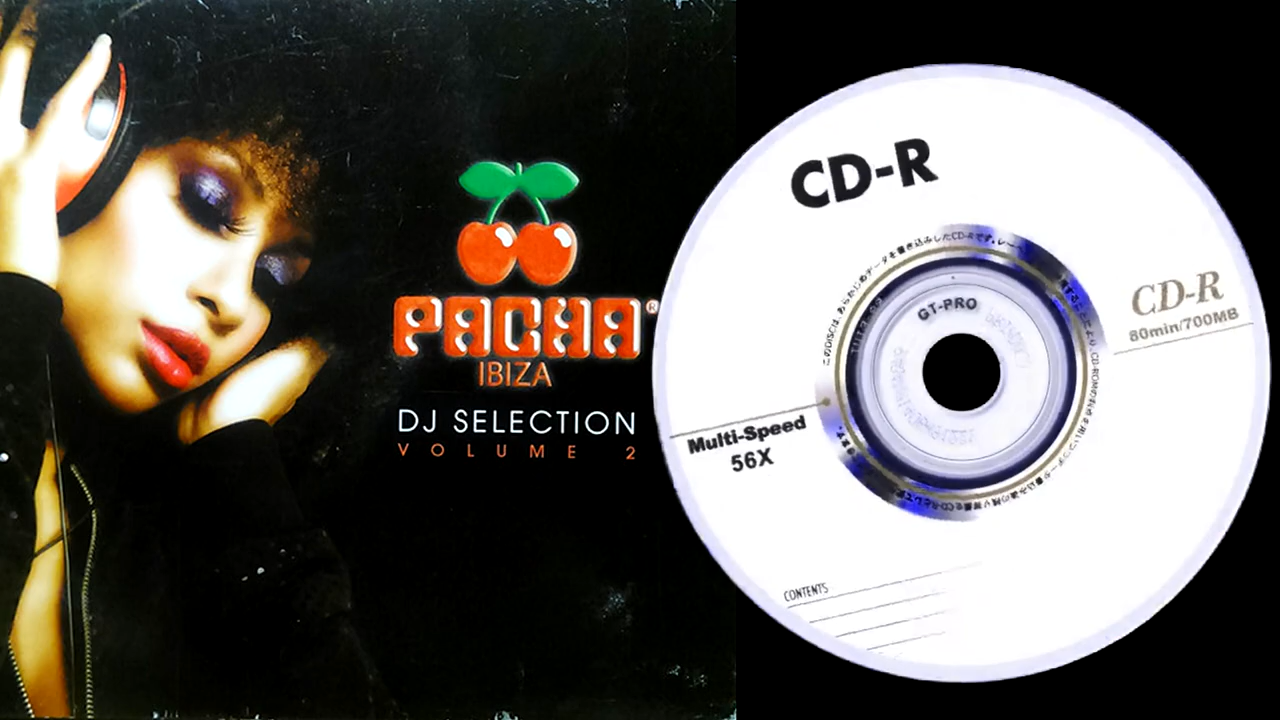 PACHA®
IBIZA
DJ SELECTION
VOLUME 2
CD-R
GT-PRO
CD-R
80min/700MB
Multi-Speed
56X
CONTENTS